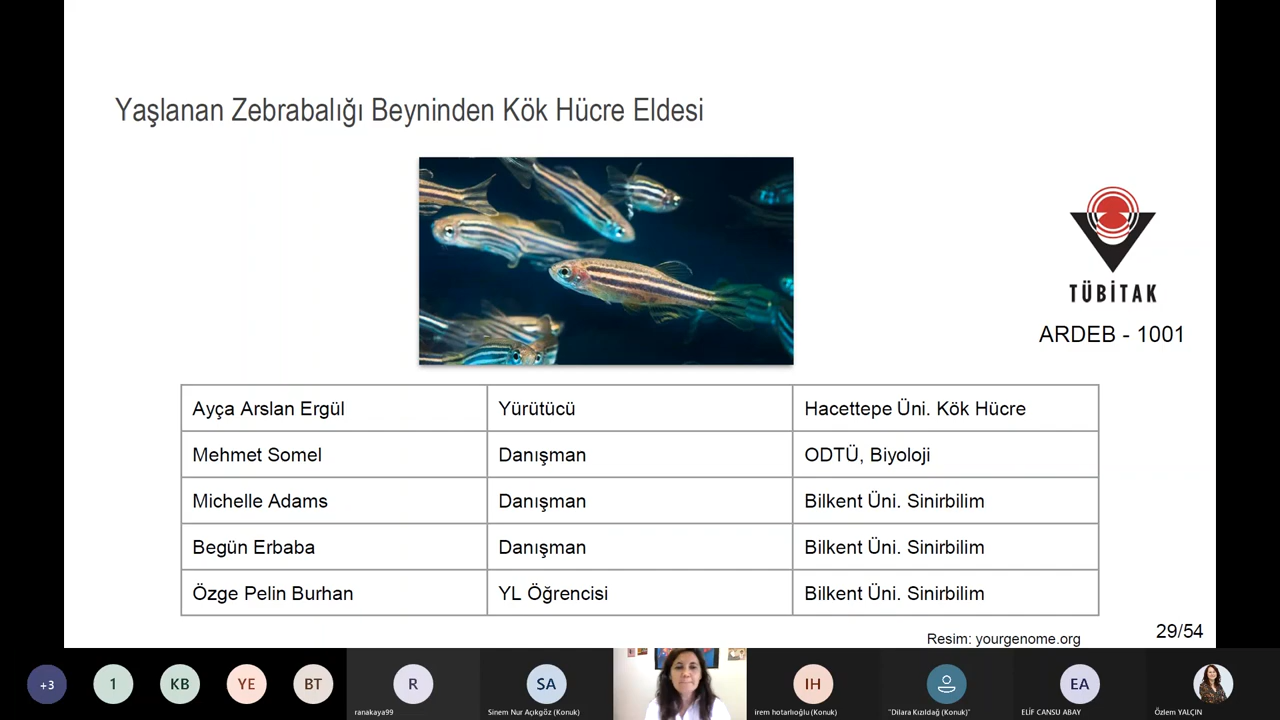 Yaşlanan Zebrabalığı Beyninden Kök Hücre Eldesi
TÜBİTAK
ARDEB - 1001
Ayça Arslan Ergül Yürütücü Hacettepe Üni. Kök Hücre
Mehmet Somel Danışman ODTÜ, Biyoloji
Michelle Adams Danışman Bilkent Üni. Sinirbilim
Begün Erbaba Danışman Bilkent Üni. Sinirbilim
Özge Pelin Burhan YL Öğrencisi Bilkent Üni. Sinirbilim
Resim: yourgenome.org
29/54
+3 1 KB YE BT R SA IH EA
ranakaya99 Sinem Nur Açıkgöz (Konuk) irem hotarlıoğlu (Konuk) "Dilara Kızıldağ (Konuk)" ELİF CANSU ABAY Özlem YALÇIN